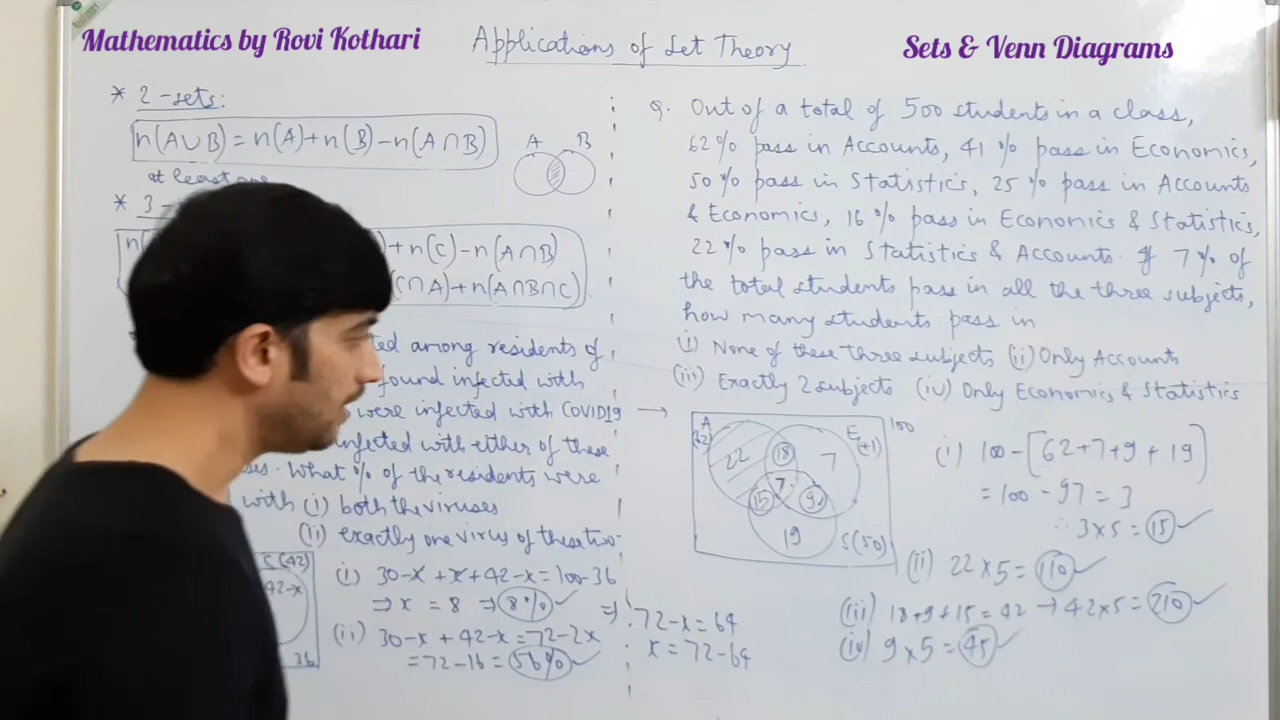 Mathematics by Rovi Kothari
Applications of Set Theory
Sets & Venn Diagrams
* 2-sets:
n(A∪B) = n(A)+n(B)-n(A∩B)
A B
at least one
* 3-
+n(C)-n(A∩B)
(C∩A)+n(A∩B∩C)
ted among residents of
found infected with
were infected with COVID19 →
infected with either of these
ses. What % of the residents were
with (i) both the viruses
(ii) exactly one virus of these two.
C (42)
42-x
36
(i) 30-x+x+42-x=100-36
⇒ x = 8 ⇒ 8% ✓
⇒ 72-x=64
x = 72-64
(ii) 30-x + 42-x = 72-2x
= 72-16 = 56% ✓
Q. Out of a total of 500 students in a class,
62% pass in Accounts, 41% pass in Economics,
50% pass in Statistics, 25% pass in Accounts
& Economics, 16% pass in Economics & Statistics,
22% pass in Statistics & Accounts. If 7% of
the total students pass in all the three subjects,
how many students pass in
(i) None of these three subjects (ii) Only Accounts
(iii) Exactly 2 subjects (iv) Only Economics & Statistics
A (62) E (41) 100
22 18 7
7
15 9
19 S(50)
(i) 100-[62+7+9+19]
= 100-97 = 3
∴ 3×5 = 15 ✓
(ii) 22×5 = 110 ✓
(iii) 18+9+15=42 → 42×5 = 210 ✓
(iv) 9×5 = 45 ✓